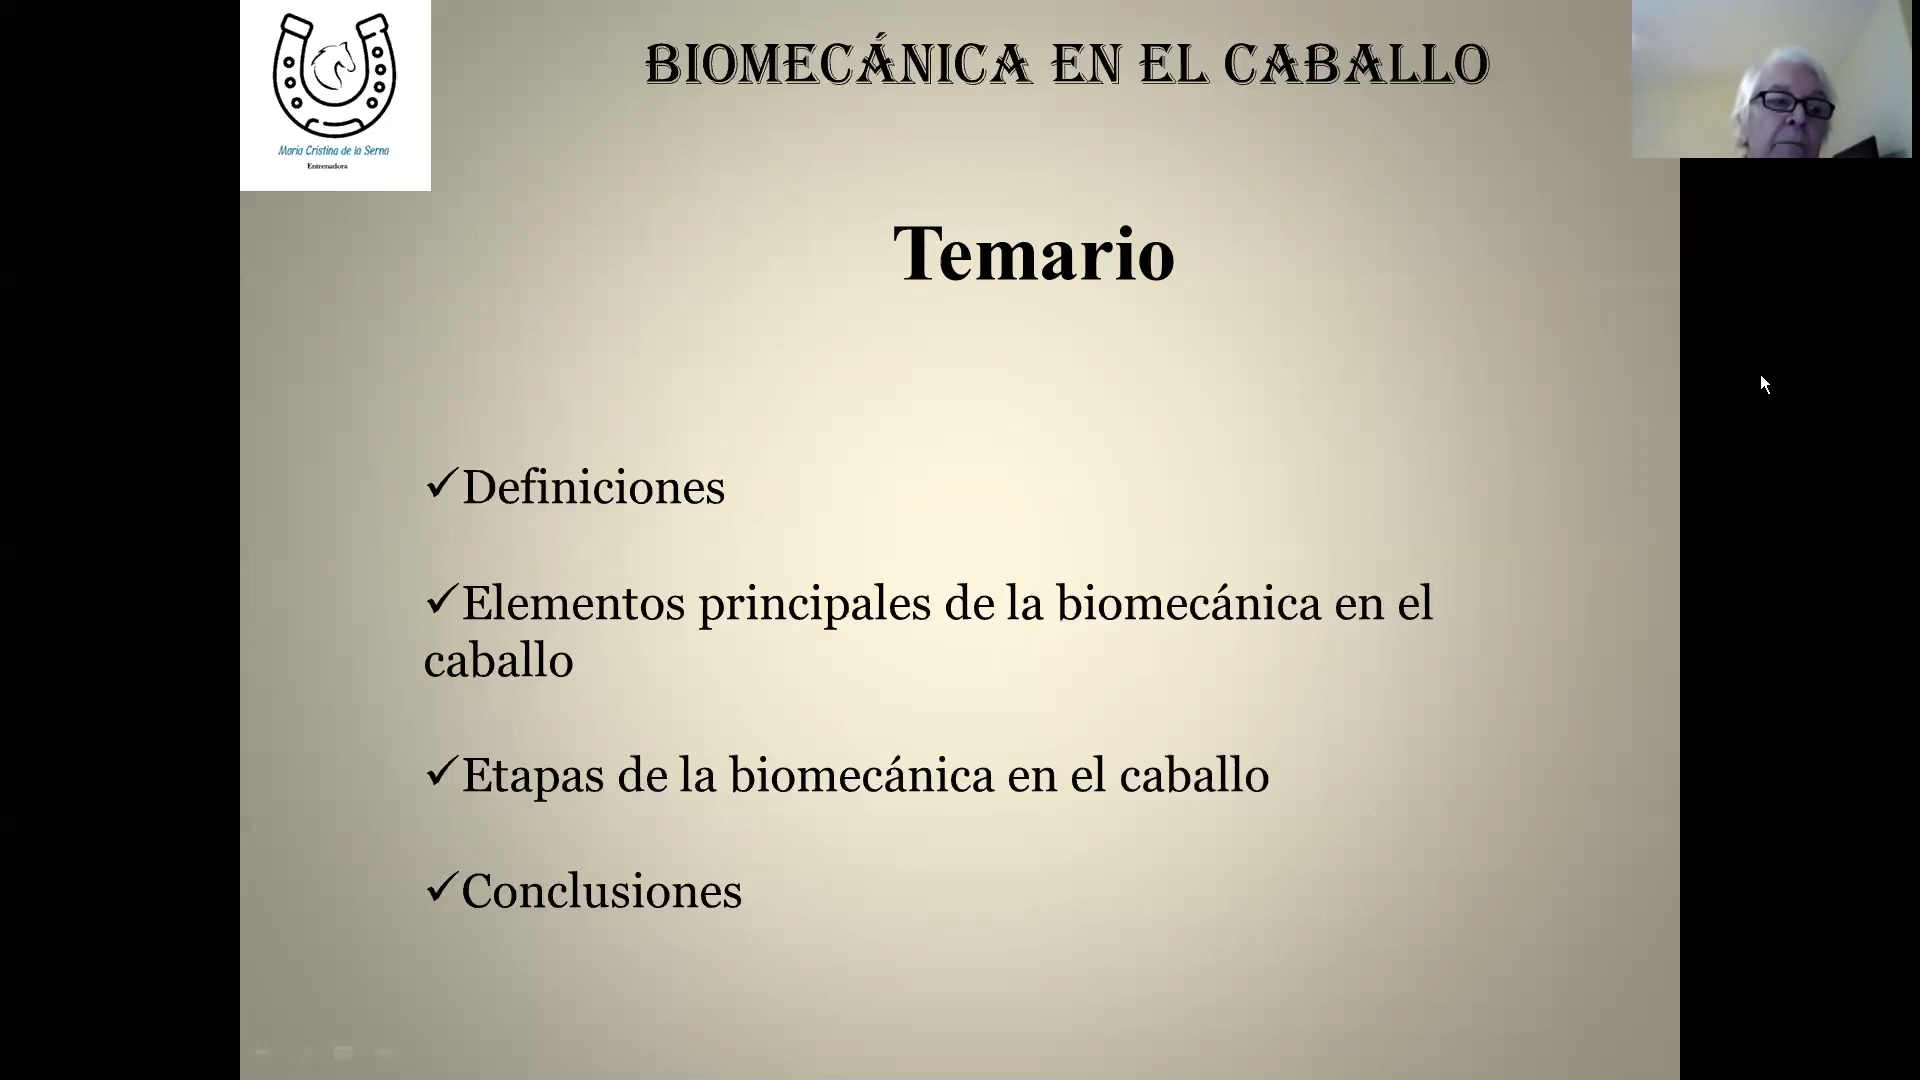 BIOMECÁNICA EN EL CABALLO
Maria Cristina de la Serna
Entrenadora
Temario
✓Definiciones
✓Elementos principales de la biomecánica en el
caballo
✓Etapas de la biomecánica en el caballo
✓Conclusiones